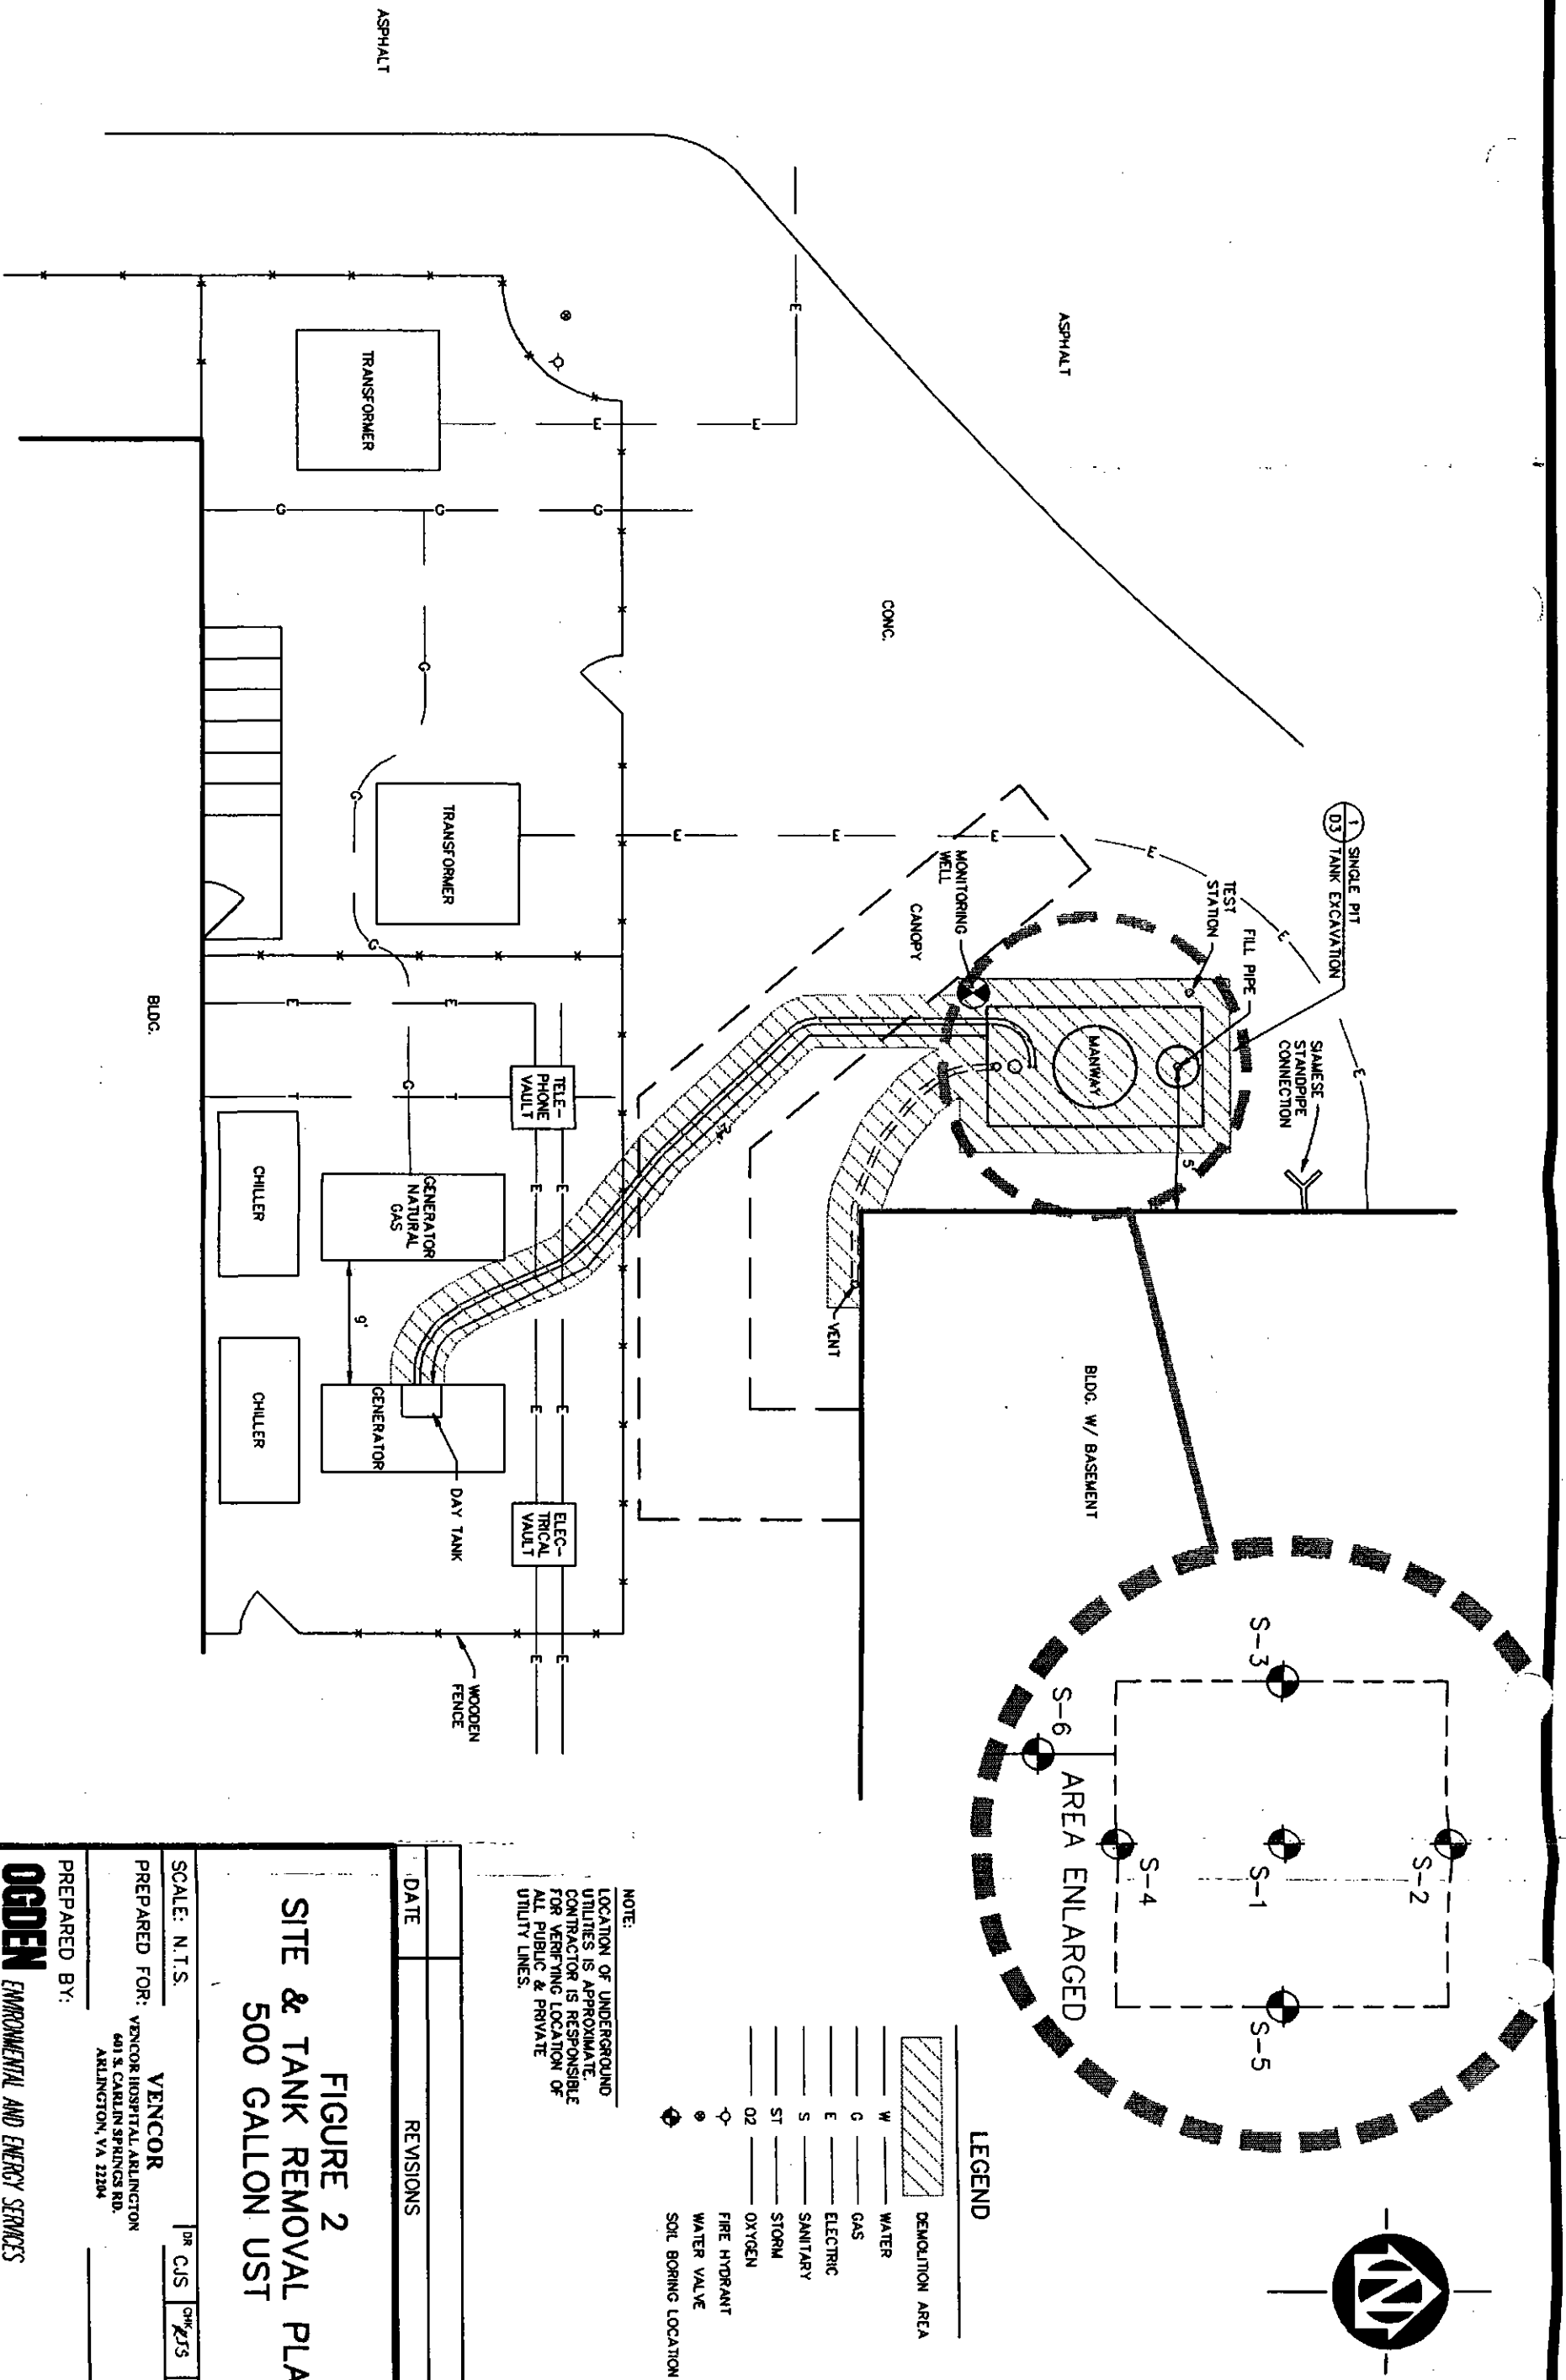 ASPHALT
ASPHALT
TRANSFORMER
E
E
E
G
G
G
G
CONC.
SINGLE PIT
TANK EXCAVATION
1
D3
TEST
STATION
FILL PIPE
MONITORING
WELL
CANOPY
MANWAY
SIAMESE
STANDPIPE
CONNECTION
5'
E
E
E
E
E
E
TRANSFORMER
G
G
G
E
E
T
T
TELE-
PHONE
VAULT
BLDG.
CHILLER
GENERATOR
NATURAL
GAS
E
E
9'
VENT
BLDG. W/ BASEMENT
CHILLER
GENERATOR
DAY TANK
E
E
ELEC-
TRICAL
VAULT
E
E
WOODEN
FENCE
S-3
S-6
S-2
S-1
S-4
S-5
AREA ENLARGED
N
LEGEND
DEMOLITION AREA
W WATER
G GAS
E ELECTRIC
S SANITARY
ST STORM
O2 OXYGEN
FIRE HYDRANT
WATER VALVE
SOIL BORING LOCATION
NOTE:
LOCATION OF UNDERGROUND
UTILITIES IS APPROXIMATE.
CONTRACTOR IS RESPONSIBLE
FOR VERIFYING LOCATION OF
ALL PUBLIC & PRIVATE
UTILITY LINES.
DATE REVISIONS
FIGURE 2
SITE & TANK REMOVAL PLA
500 GALLON UST
SCALE: N.T.S. DR CJS CHK
PREPARED FOR:
VENCOR
VENCOR HOSPITAL ARLINGTON
601 S. CARLIN SPRINGS RD.
ARLINGTON, VA 22204
PREPARED BY:
OGDEN ENVIRONMENTAL AND ENERGY SERVICES